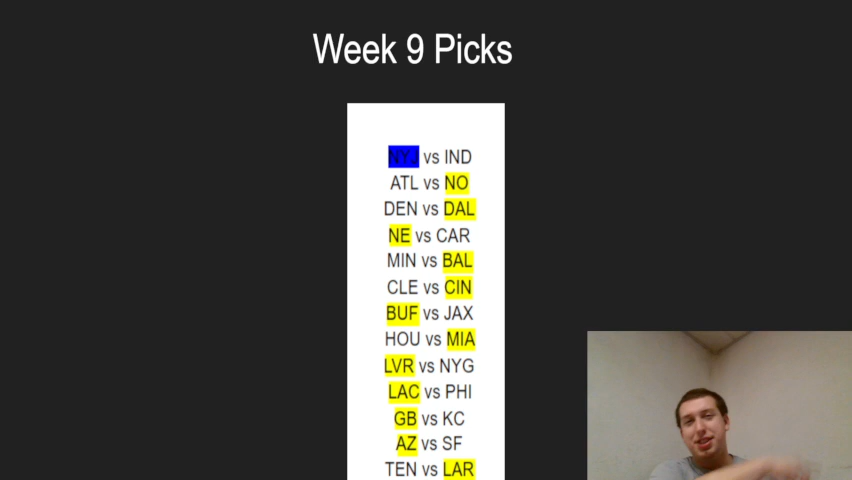 Week 9 Picks
NYJ vs IND
ATL vs NO
DEN vs DAL
NE vs CAR
MIN vs BAL
CLE vs CIN
BUF vs JAX
HOU vs MIA
LVR vs NYG
LAC vs PHI
GB vs KC
AZ vs SF
TEN vs LAR